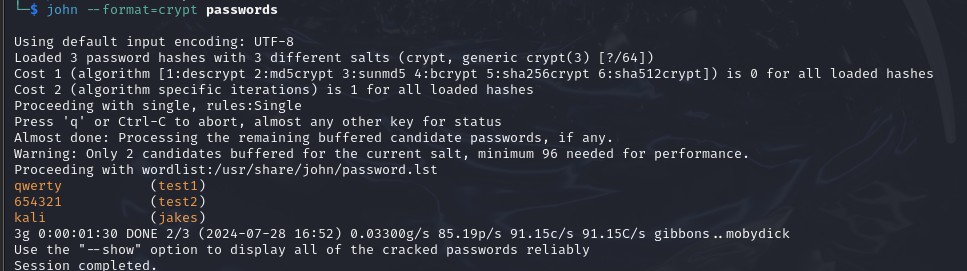 └─$ john --format=crypt passwords
Using default input encoding: UTF-8
Loaded 3 password hashes with 3 different salts (crypt, generic crypt(3) [?/64])
Cost 1 (algorithm [1:descrypt 2:md5crypt 3:sunmd5 4:bcrypt 5:sha256crypt 6:sha512crypt]) is 0 for all loaded hashes
Cost 2 (algorithm specific iterations) is 1 for all loaded hashes
Proceeding with single, rules:Single
Press 'q' or Ctrl-C to abort, almost any other key for status
Almost done: Processing the remaining buffered candidate passwords, if any.
Warning: Only 2 candidates buffered for the current salt, minimum 96 needed for performance.
Proceeding with wordlist:/usr/share/john/password.lst
qwerty           (test1)
654321           (test2)
kali             (jakes)
3g 0:00:01:30 DONE 2/3 (2024-07-28 16:52) 0.03300g/s 85.19p/s 91.15c/s 91.15C/s gibbons..mobydick
Use the "--show" option to display all of the cracked passwords reliably
Session completed.